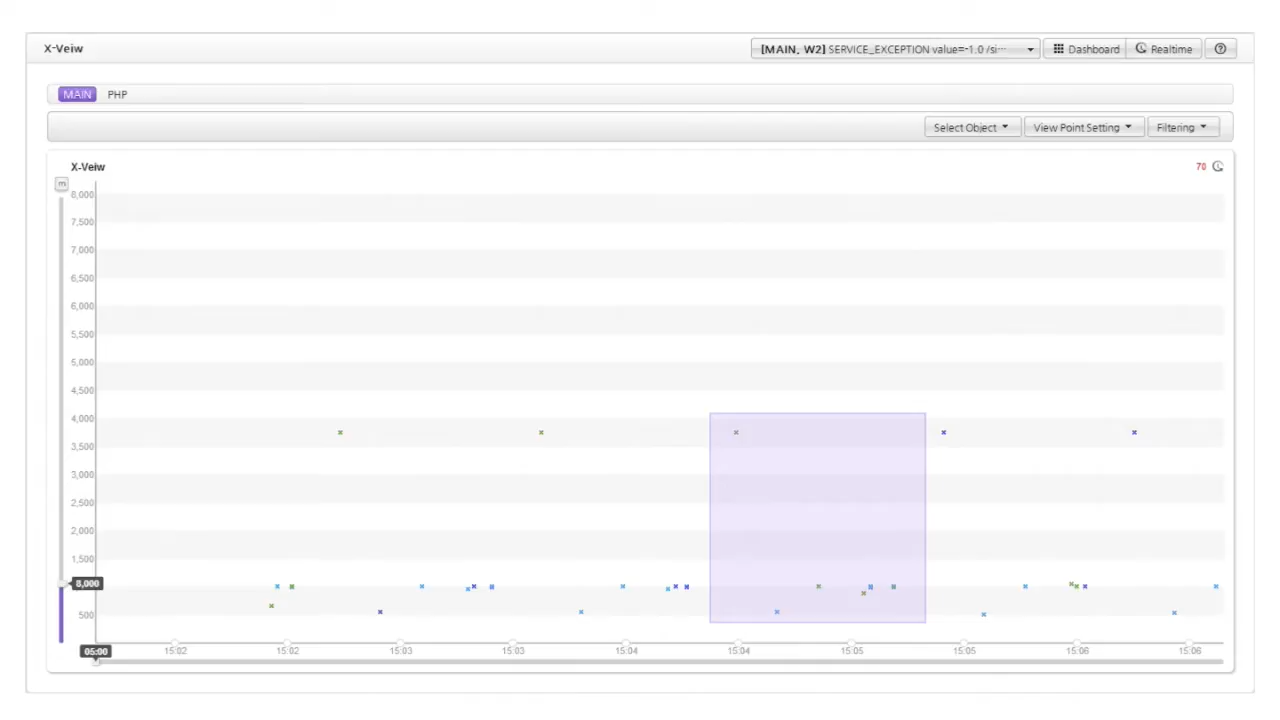 X-Veiw
[MAIN, W2] SERVICE_EXCEPTION value=-1.0 /si···
Dashboard
Realtime
MAIN PHP
Select Object
View Point Setting
Filtering
X-Veiw
70
m
8,000
7,500
7,000
6,500
6,000
5,500
5,000
4,500
4,000
3,500
3,000
2,500
2,000
1,500
8,000
500
05:00
15:02 15:02 15:03 15:03 15:04 15:04 15:05 15:05 15:06 15:06